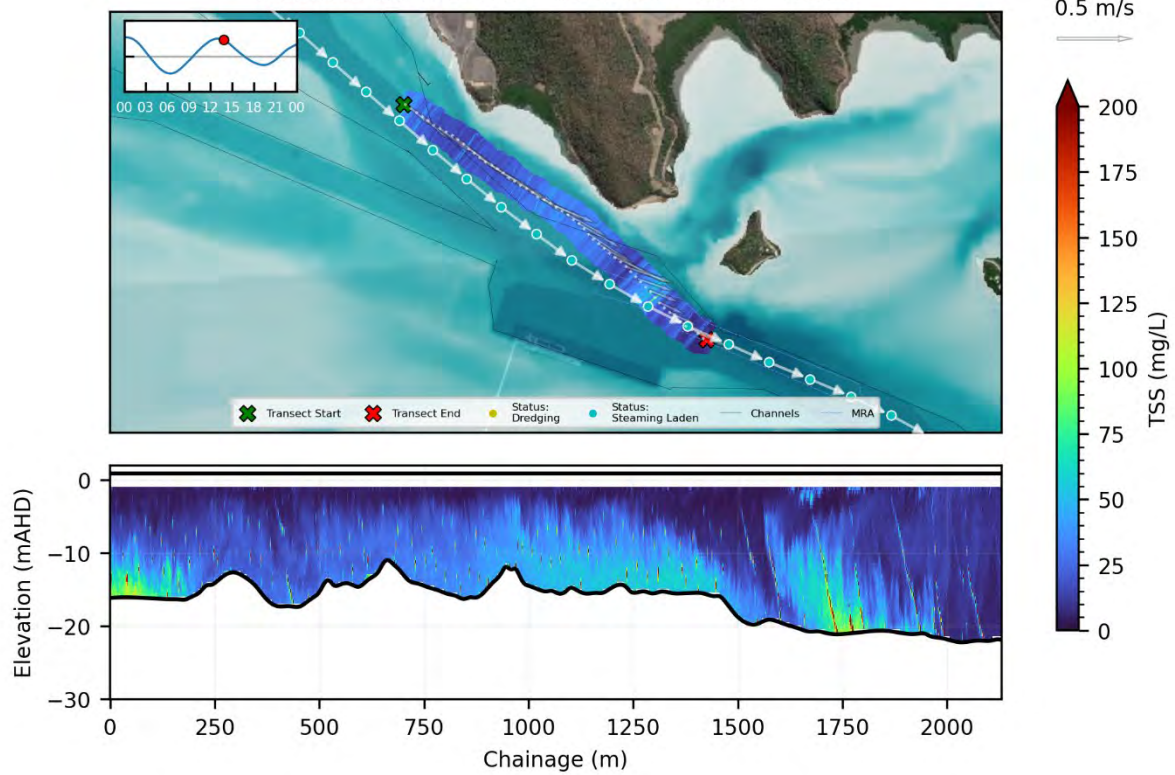 0.5 m/s
00 03 06 09 12 15 18 21 00
Transect Start
Transect End
Status:
Dredging
Status:
Steaming Laden
Channels
MRA
200
175
150
125
100
75
50
25
0
TSS (mg/L)
0
−10
−20
−30
Elevation (mAHD)
0 250 500 750 1000 1250 1500 1750 2000
Chainage (m)